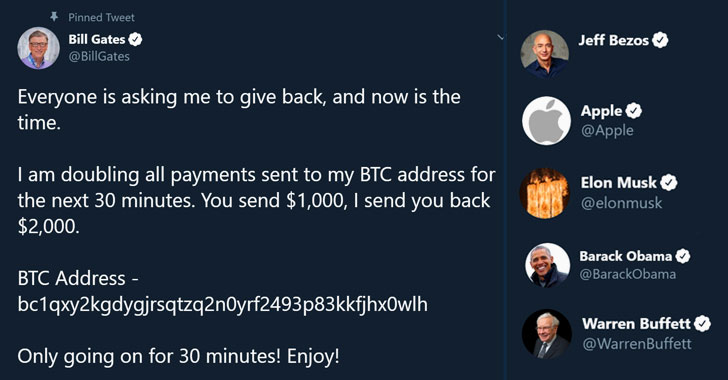 Pinned Tweet
Bill Gates
@BillGates
Everyone is asking me to give back, and now is the
time.
I am doubling all payments sent to my BTC address for
the next 30 minutes. You send $1,000, I send you back
$2,000.
BTC Address -
bc1qxy2kgdygjrsqtzq2n0yrf2493p83kkfjhx0wlh
Only going on for 30 minutes! Enjoy!
Jeff Bezos
Apple
@Apple
Elon Musk
@elonmusk
Barack Obama
@BarackObama
Warren Buffett
@WarrenBuffett